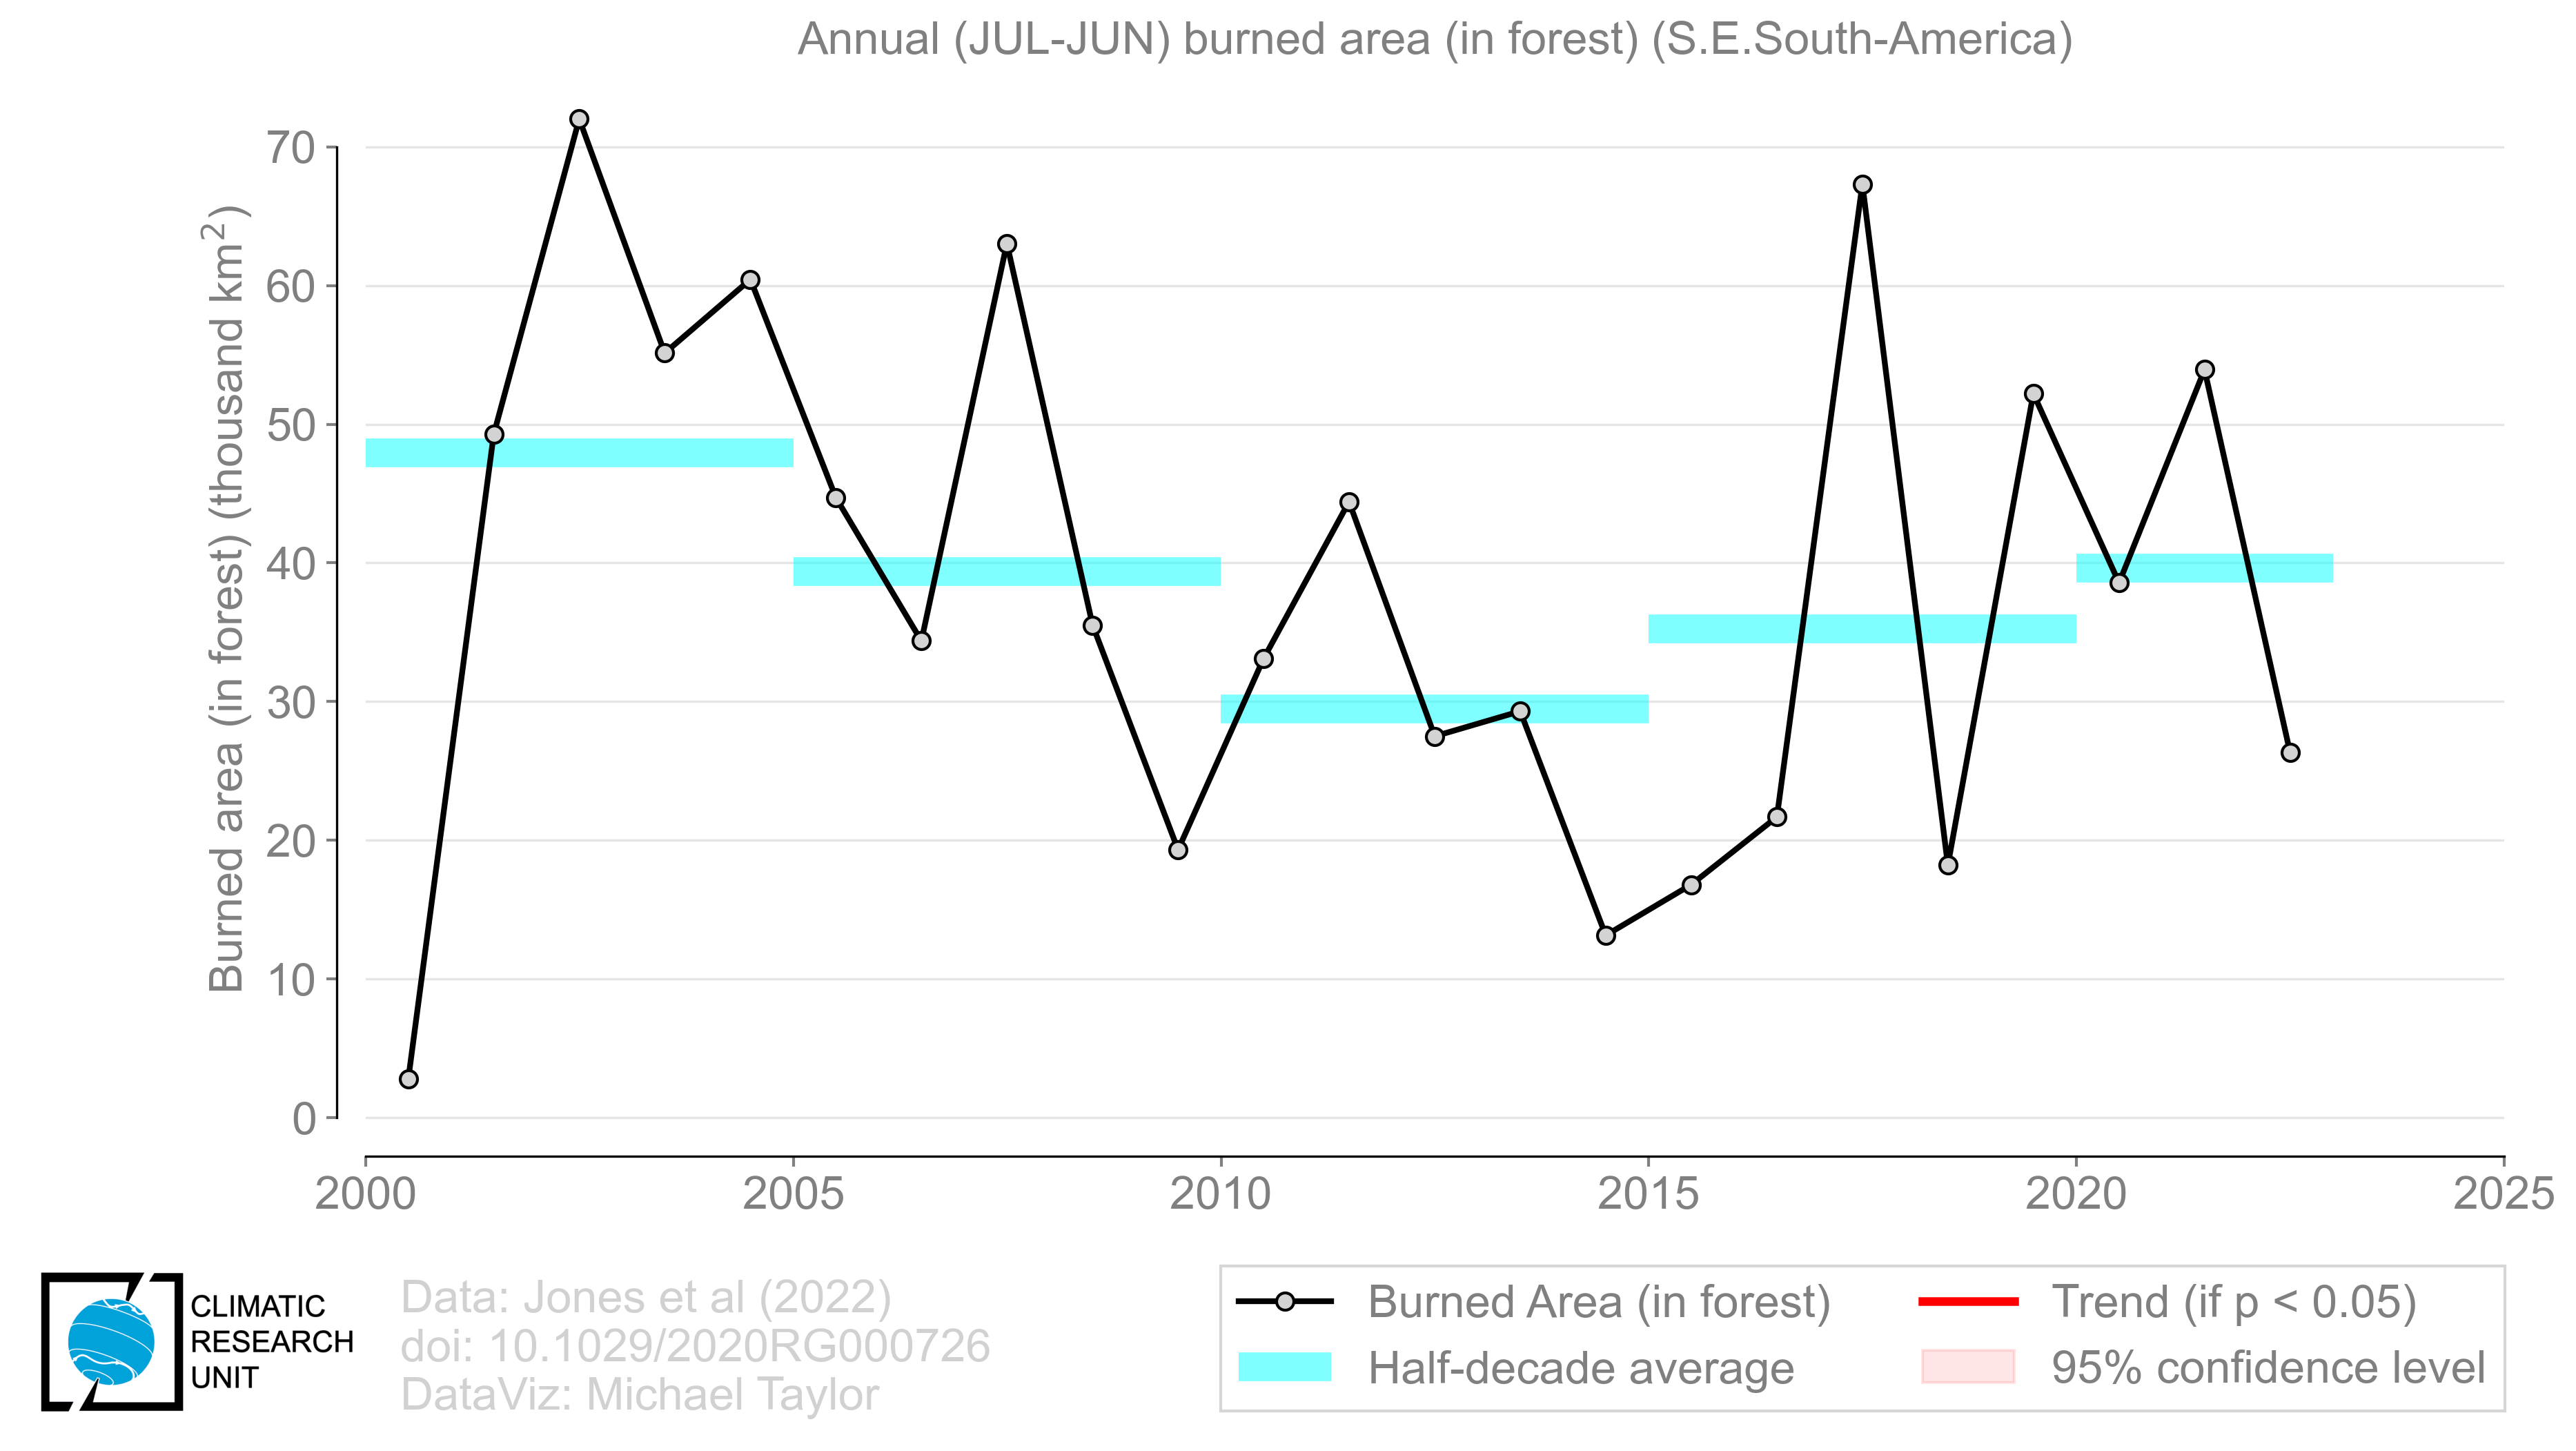 Annual (JUL-JUN) burned area (in forest) (S.E.South-America)
Burned area (in forest) (thousand km²)
70
60
50
40
30
20
10
0
2000 2005 2010 2015 2020 2025
CLIMATIC
RESEARCH
UNIT
Data: Jones et al (2022)
doi: 10.1029/2020RG000726
DataViz: Michael Taylor
Burned Area (in forest)
Half-decade average
Trend (if p < 0.05)
95% confidence level